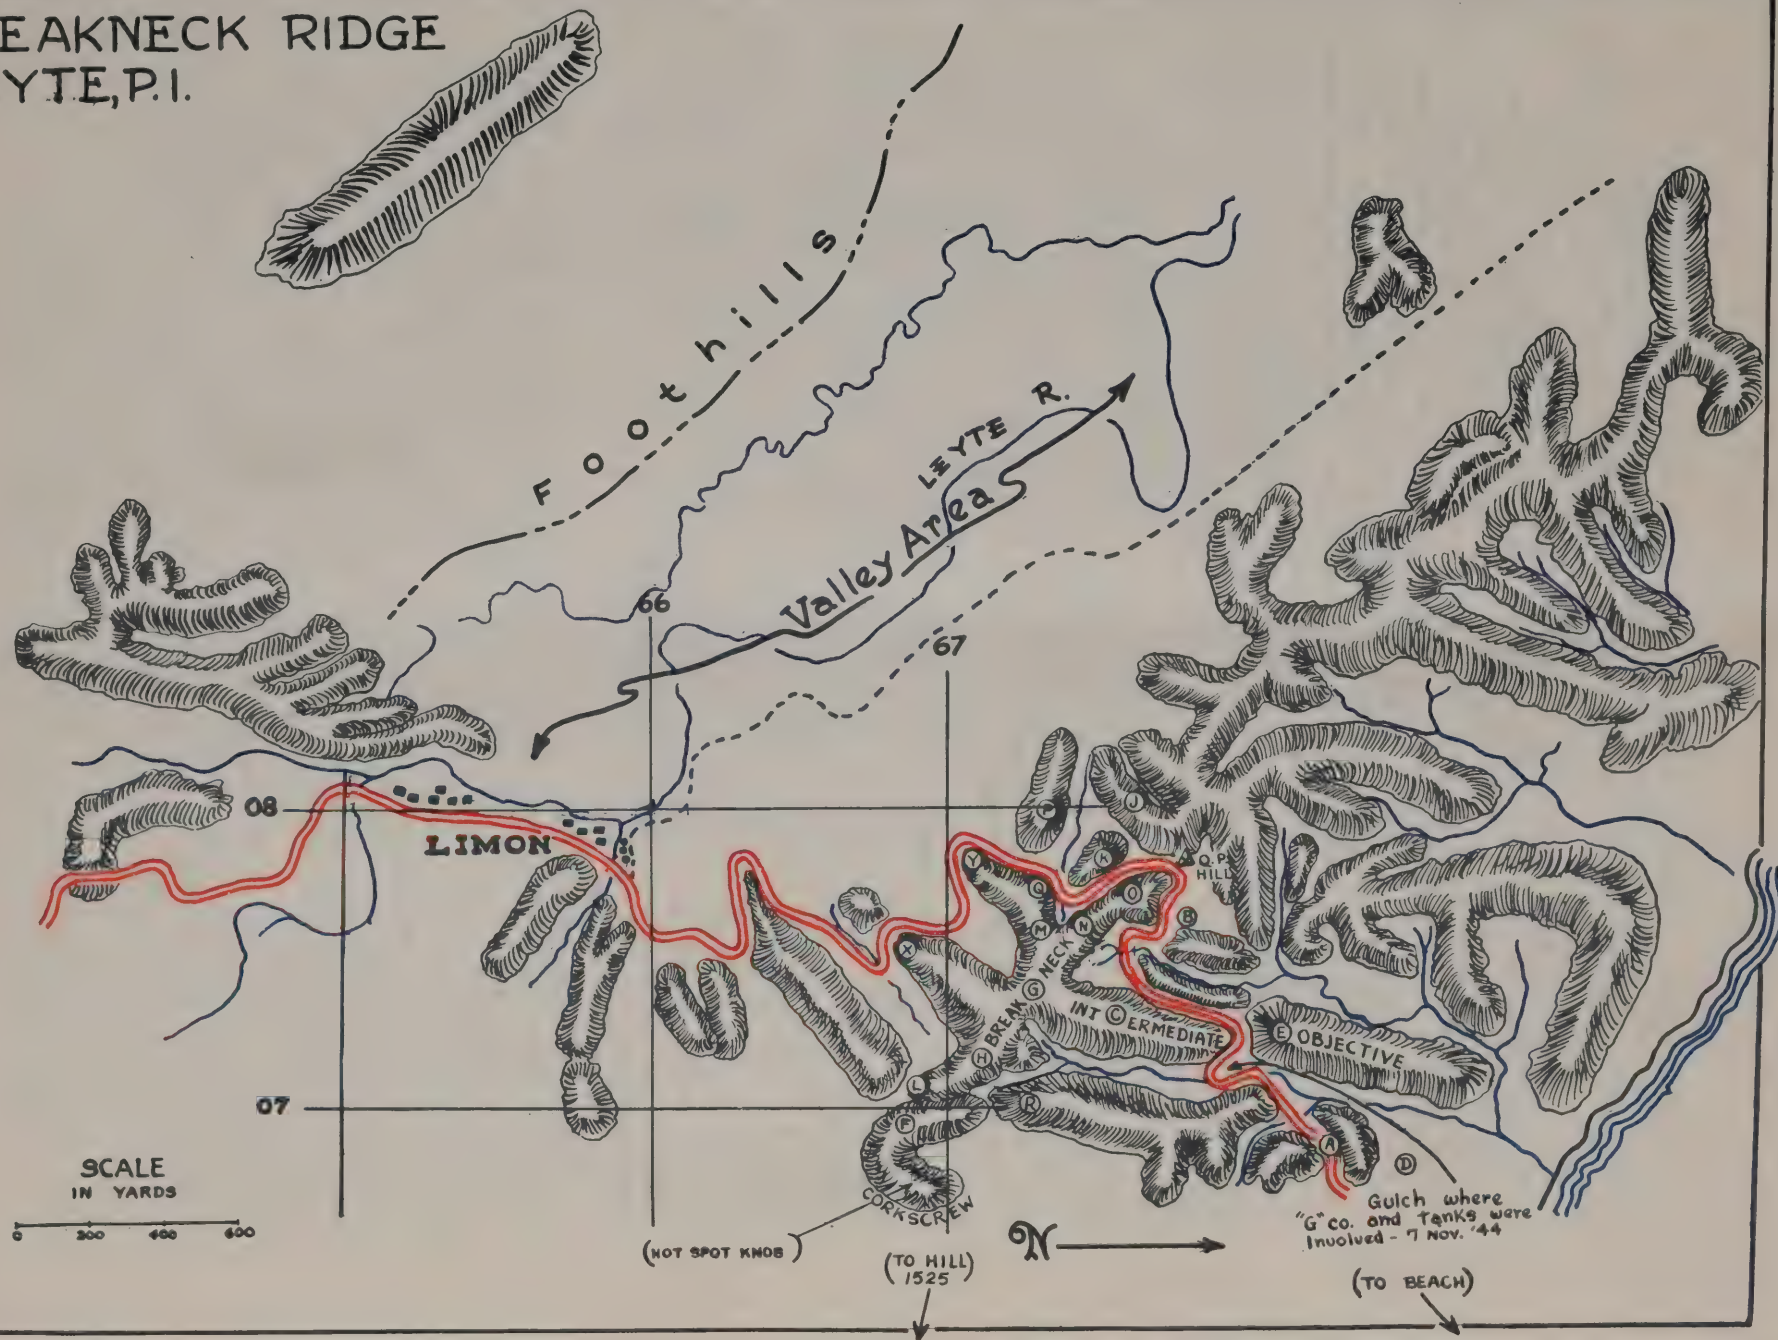 EAKNECK RIDGE
YTE, P.I.
Foothills
LEYTE R.
Valley Area
66
67
08
LIMON
P
J
Y
Q
K
O
Q.P.
HILL
M
N
B
X
BREAK NECK
G
H
INT C ERMEDIATE
E OBJECTIVE
L
07
R
F
A
D
CORKSCREW
SCALE
IN YARDS
0 200 400 600
(HOT SPOT KNOB)
(TO HILL)
1525
N
Gulch where
"G" co. and Tanks were
Involved - 7 Nov. '44
(TO BEACH)